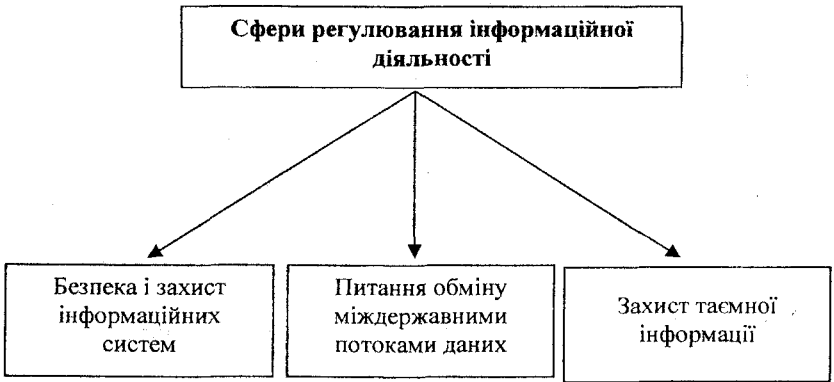 Сфери регулювання інформаційної
діяльності
Безпека і захист
інформаційних
систем
Питання обміну
міждержавними
потоками даних
Захист таємної
інформації